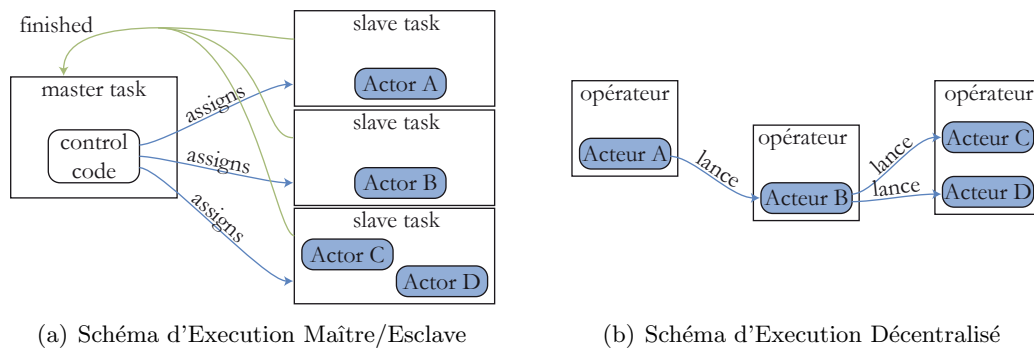 finished
master task
control
code
assigns
assigns
assigns
slave task
Actor A
slave task
Actor B
slave task
Actor C
Actor D
(a) Schéma d'Execution Maître/Esclave
opérateur
Acteur A
lance
opérateur
Acteur B
lance
lance
opérateur
Acteur C
Acteur D
(b) Schéma d'Execution Décentralisé